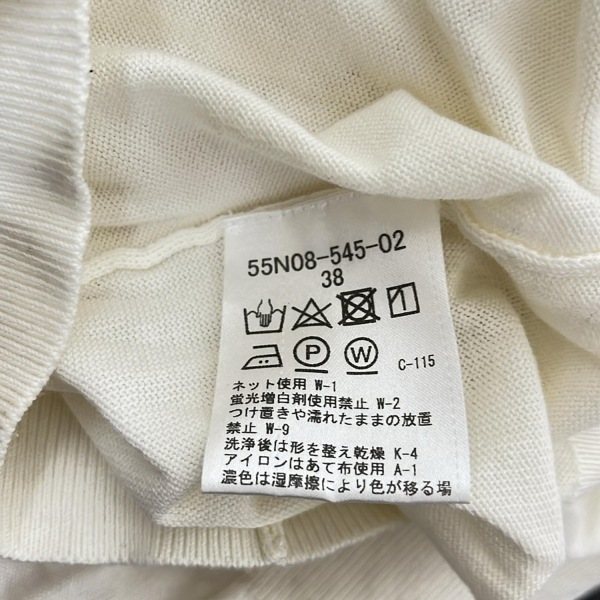 55N08-545-02
38
P W C-115
ネット使用 W-1
蛍光増白剤使用禁止 W-2
つけ置きや濡れたままの放置
禁止 W-9
洗浄後は形を整え乾燥 K-4
アイロンはあて布使用 A-1
濃色は湿摩擦により色が移る場